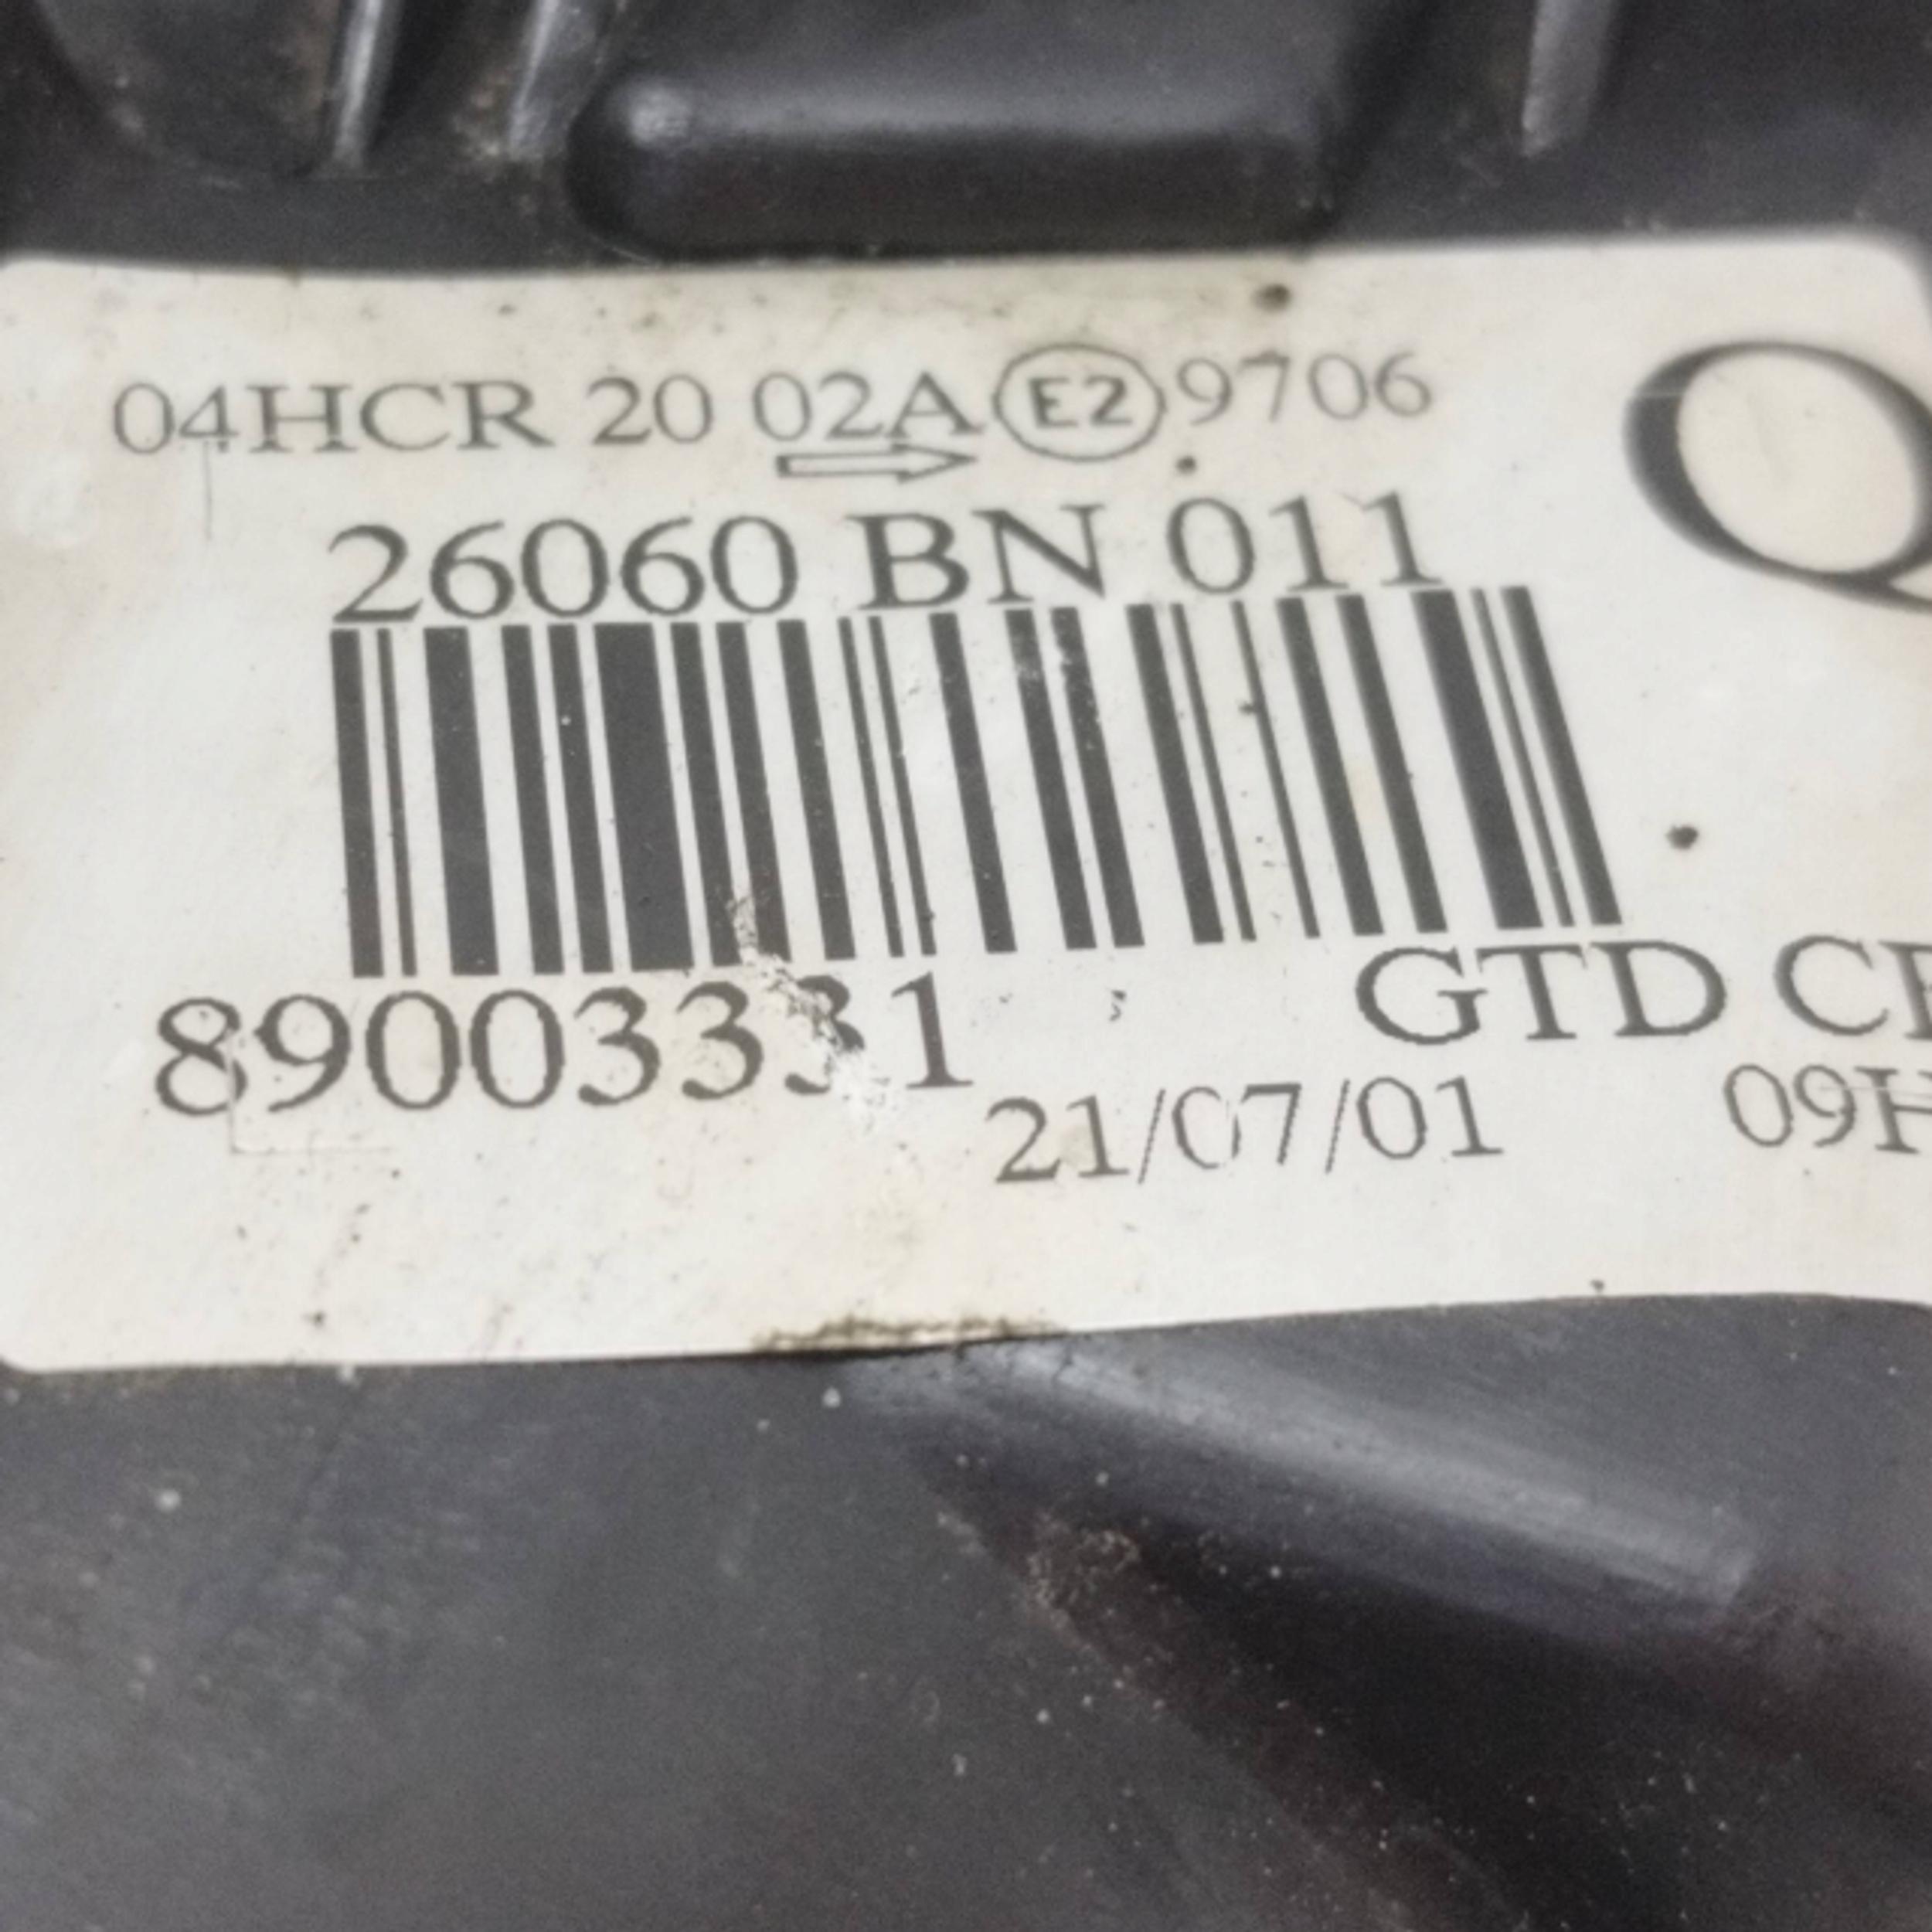 04HCR 20 02A E2 9706
Q
26060 BN 011
89003331
GTD
21/07/01